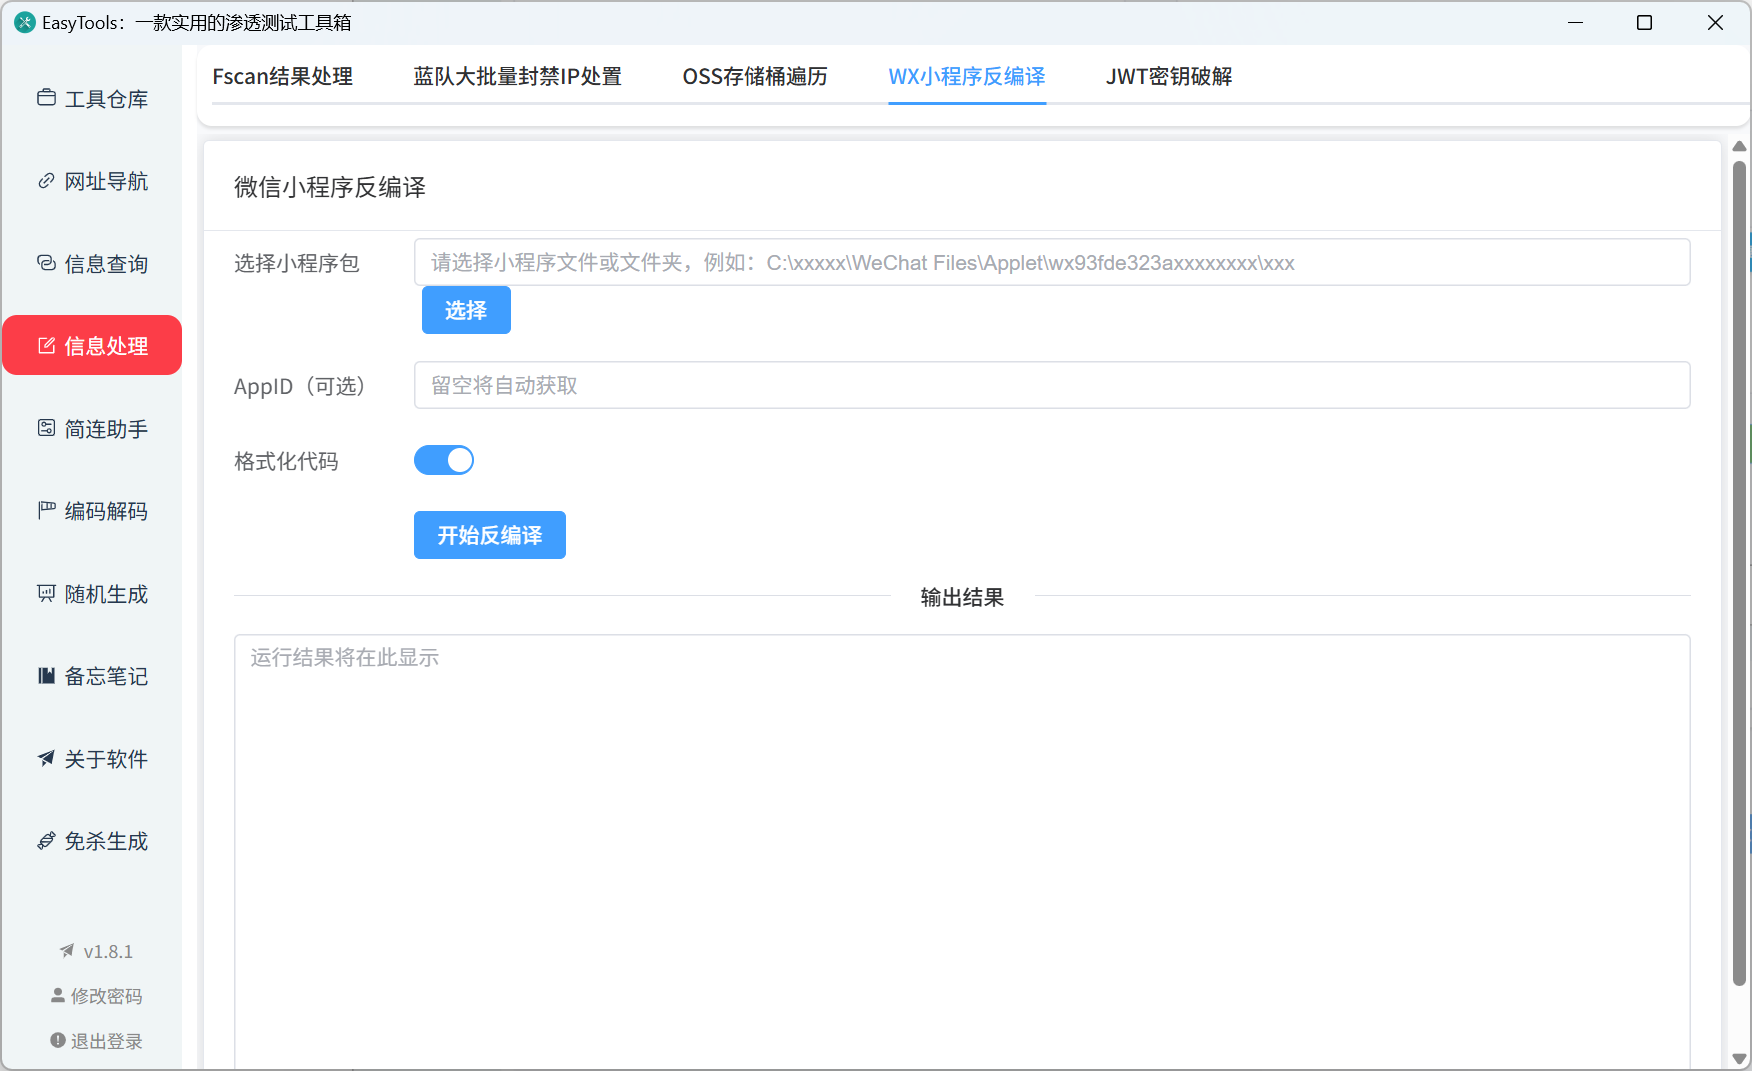 EasyTools：一款实用的渗透测试工具箱
工具仓库
网址导航
信息查询
信息处理
简连助手
编码解码
随机生成
备忘笔记
关于软件
免杀生成
v1.8.1
修改密码
退出登录
Fscan结果处理
蓝队大批量封禁IP处置
OSS存储桶遍历
WX小程序反编译
JWT密钥破解
微信小程序反编译
选择小程序包
请选择小程序文件或文件夹，例如：C:\xxxxx\WeChat Files\Applet\wx93fde323axxxxxxxx\xxx
选择
AppID（可选）
留空将自动获取
格式化代码
开始反编译
输出结果
运行结果将在此显示